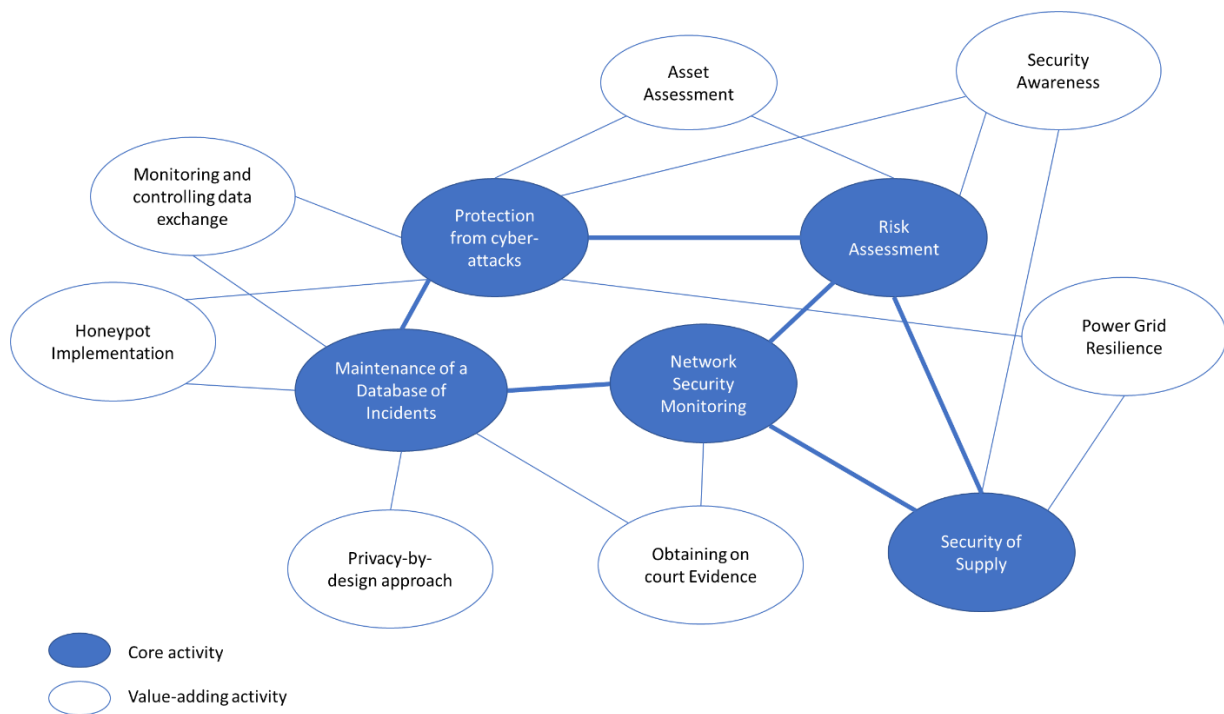 Asset
Assessment
Security
Awareness
Monitoring and
controlling data
exchange
Protection
from cyber-
attacks
Risk
Assessment
Honeypot
Implementation
Power Grid
Resilience
Maintenance of a
Database of
Incidents
Network
Security
Monitoring
Privacy-by-
design approach
Obtaining on
court Evidence
Security of
Supply
Core activity
Value-adding activity